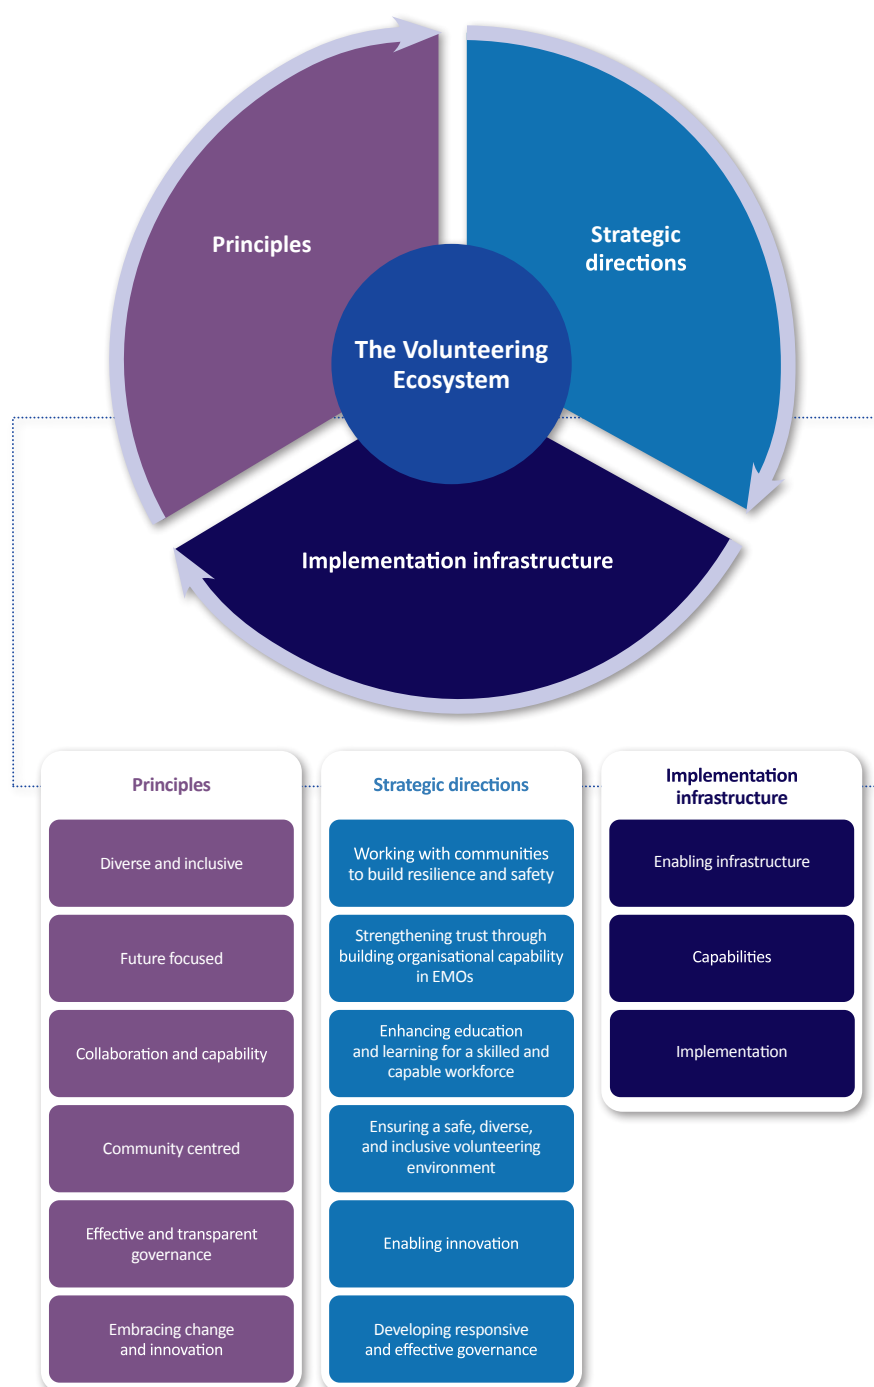 Principles
Strategic
directions
The Volunteering
Ecosystem
Implementation infrastructure
Principles
Diverse and inclusive
Future focused
Collaboration and capability
Community centred
Effective and transparent
governance
Embracing change
and innovation
Strategic directions
Working with communities
to build resilience and safety
Strengthening trust through
building organisational capability
in EMOs
Enhancing education
and learning for a skilled and
capable workforce
Ensuring a safe, diverse,
and inclusive volunteering
environment
Enabling innovation
Developing responsive
and effective governance
Implementation
infrastructure
Enabling infrastructure
Capabilities
Implementation